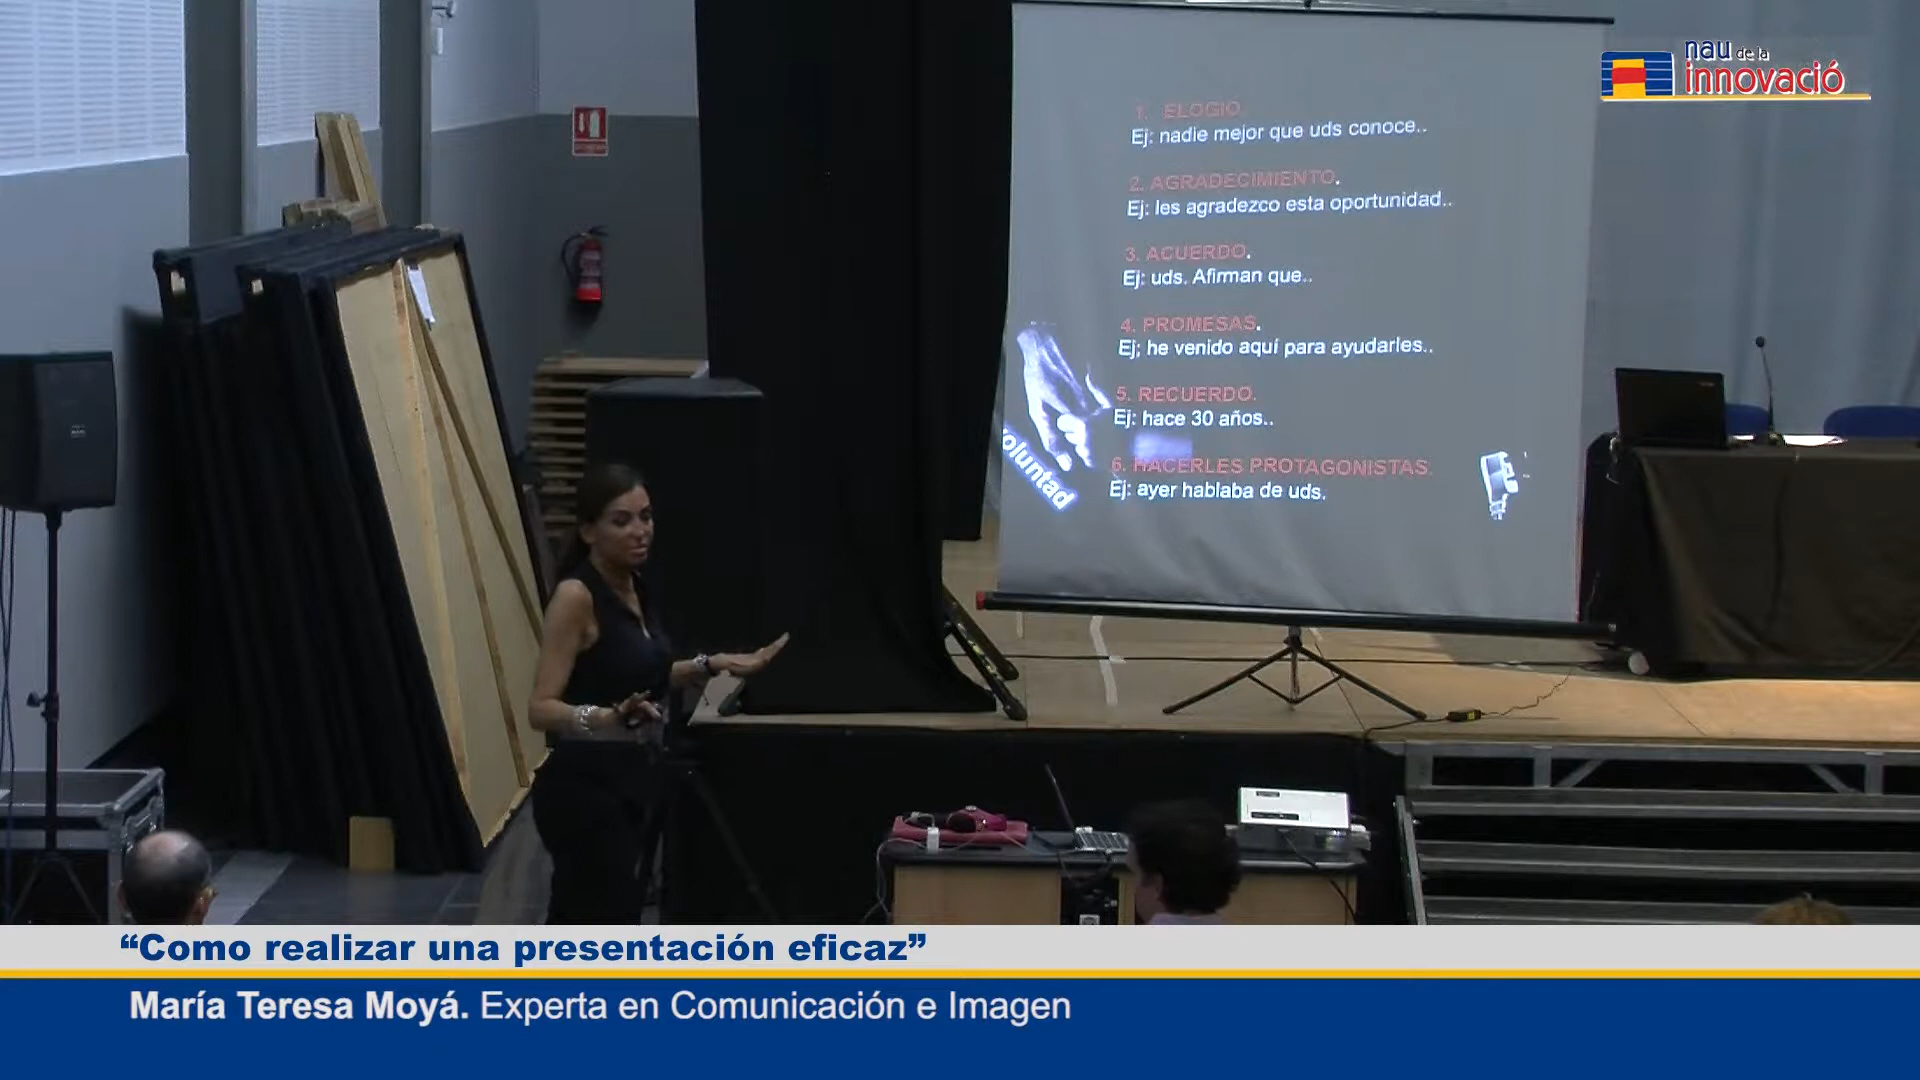 nau de la
innovació
1. ELOGIO
Ej: nadie mejor que uds conoce..
2. AGRADECIMIENTO.
Ej: les agradezco esta oportunidad..
3. ACUERDO.
Ej: uds. Afirman que..
4. PROMESAS.
Ej; he venido aquí para ayudarles..
5. RECUERDO.
Ej: hace 30 años..
6. HACERLES PROTAGONISTAS.
Ej: ayer hablaba de uds.
voluntad
“Como realizar una presentación eficaz”
María Teresa Moyá. Experta en Comunicación e Imagen